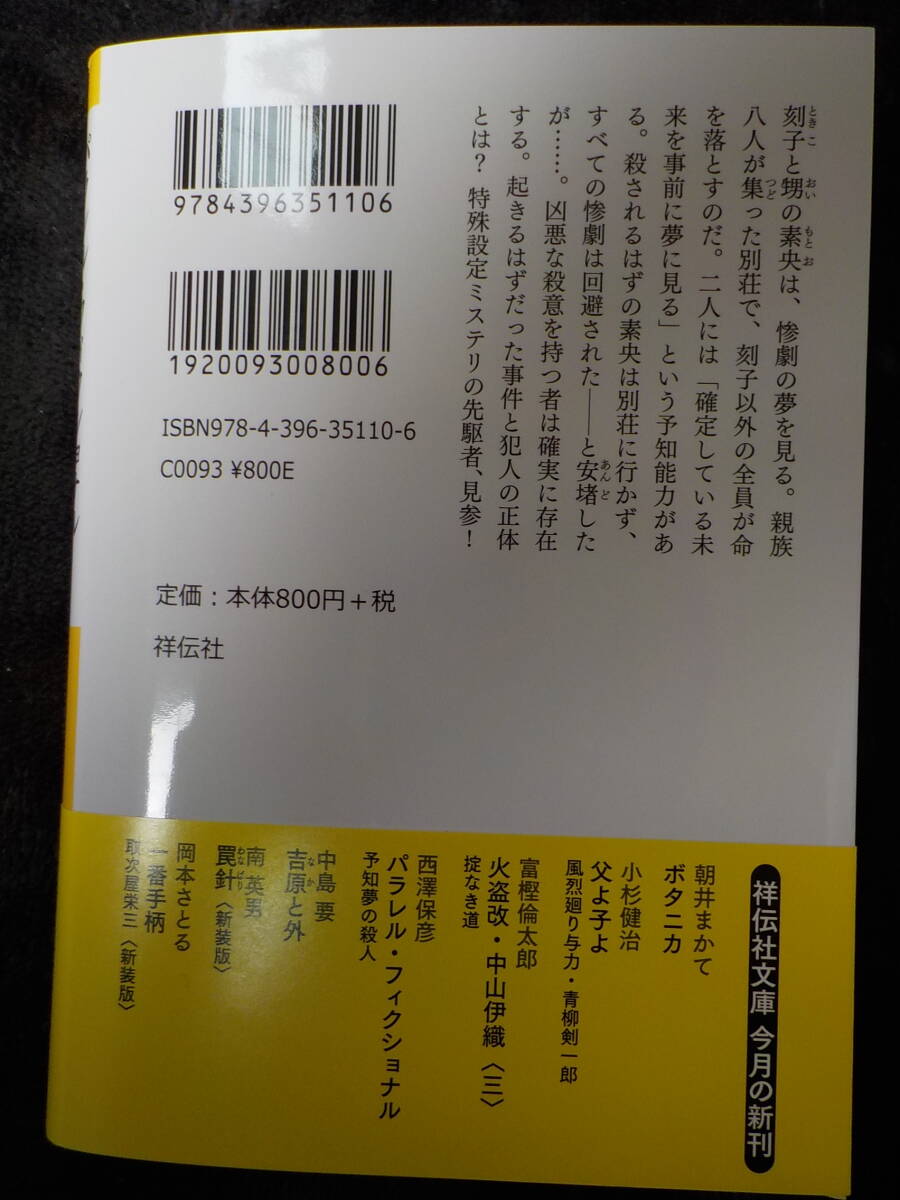 刻子と甥の素央は、惨劇の夢を見る。親族
八人が集った別荘で、刻子以外の全員が命
を落とすのだ。二人には「確定している未
来を事前に夢に見る」という予知能力があ
る。殺されるはずの素央は別荘に行かず、
すべての惨劇は回避された――と安堵した
が……。凶悪な殺意を持つ者は確実に存在
する。起きるはずだった事件と犯人の正体
とは？ 特殊設定ミステリの先駆者、見参！
9784396351106
1920093008006
ISBN978-4-396-35110-6
C0093 ¥800E
定価：本体800円＋税
祥伝社
祥伝社文庫 今月の新刊
朝井まかて
ボタニカ
小杉健治
父よ子よ
風烈廻り与力・青柳剣一郎
富樫倫太郎
火盗改・中山伊織〈三〉
掟なき道
西澤保彦
パラレル・フィクショナル
予知夢の殺人
中島 要
吉原と外
南 英男
罠針〈新装版〉
岡本さとる
一番手柄
取次屋栄三〈新装版〉